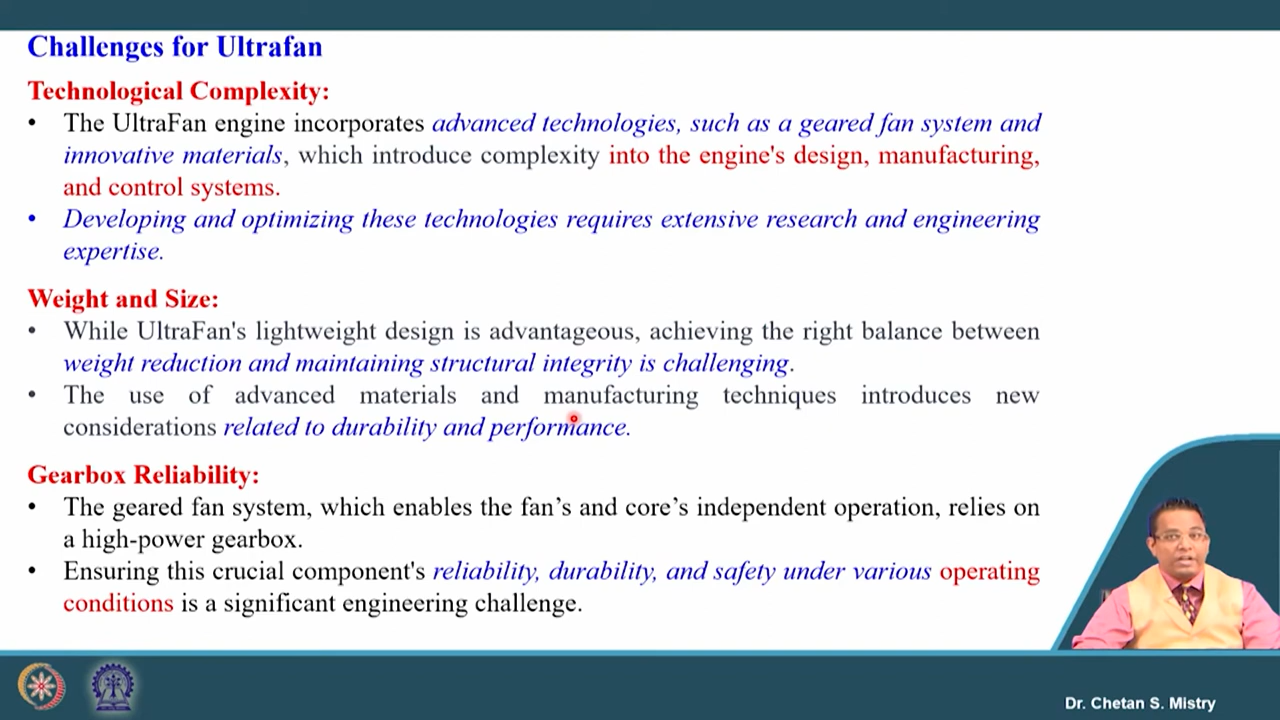 Challenges for Ultrafan
Technological Complexity:
• The UltraFan engine incorporates advanced technologies, such as a geared fan system and
innovative materials, which introduce complexity into the engine's design, manufacturing,
and control systems.
• Developing and optimizing these technologies requires extensive research and engineering
expertise.
Weight and Size:
• While UltraFan's lightweight design is advantageous, achieving the right balance between
weight reduction and maintaining structural integrity is challenging.
• The use of advanced materials and manufacturing techniques introduces new
considerations related to durability and performance.
Gearbox Reliability:
• The geared fan system, which enables the fan’s and core’s independent operation, relies on
a high-power gearbox.
• Ensuring this crucial component's reliability, durability, and safety under various operating
conditions is a significant engineering challenge.
Dr. Chetan S. Mistry